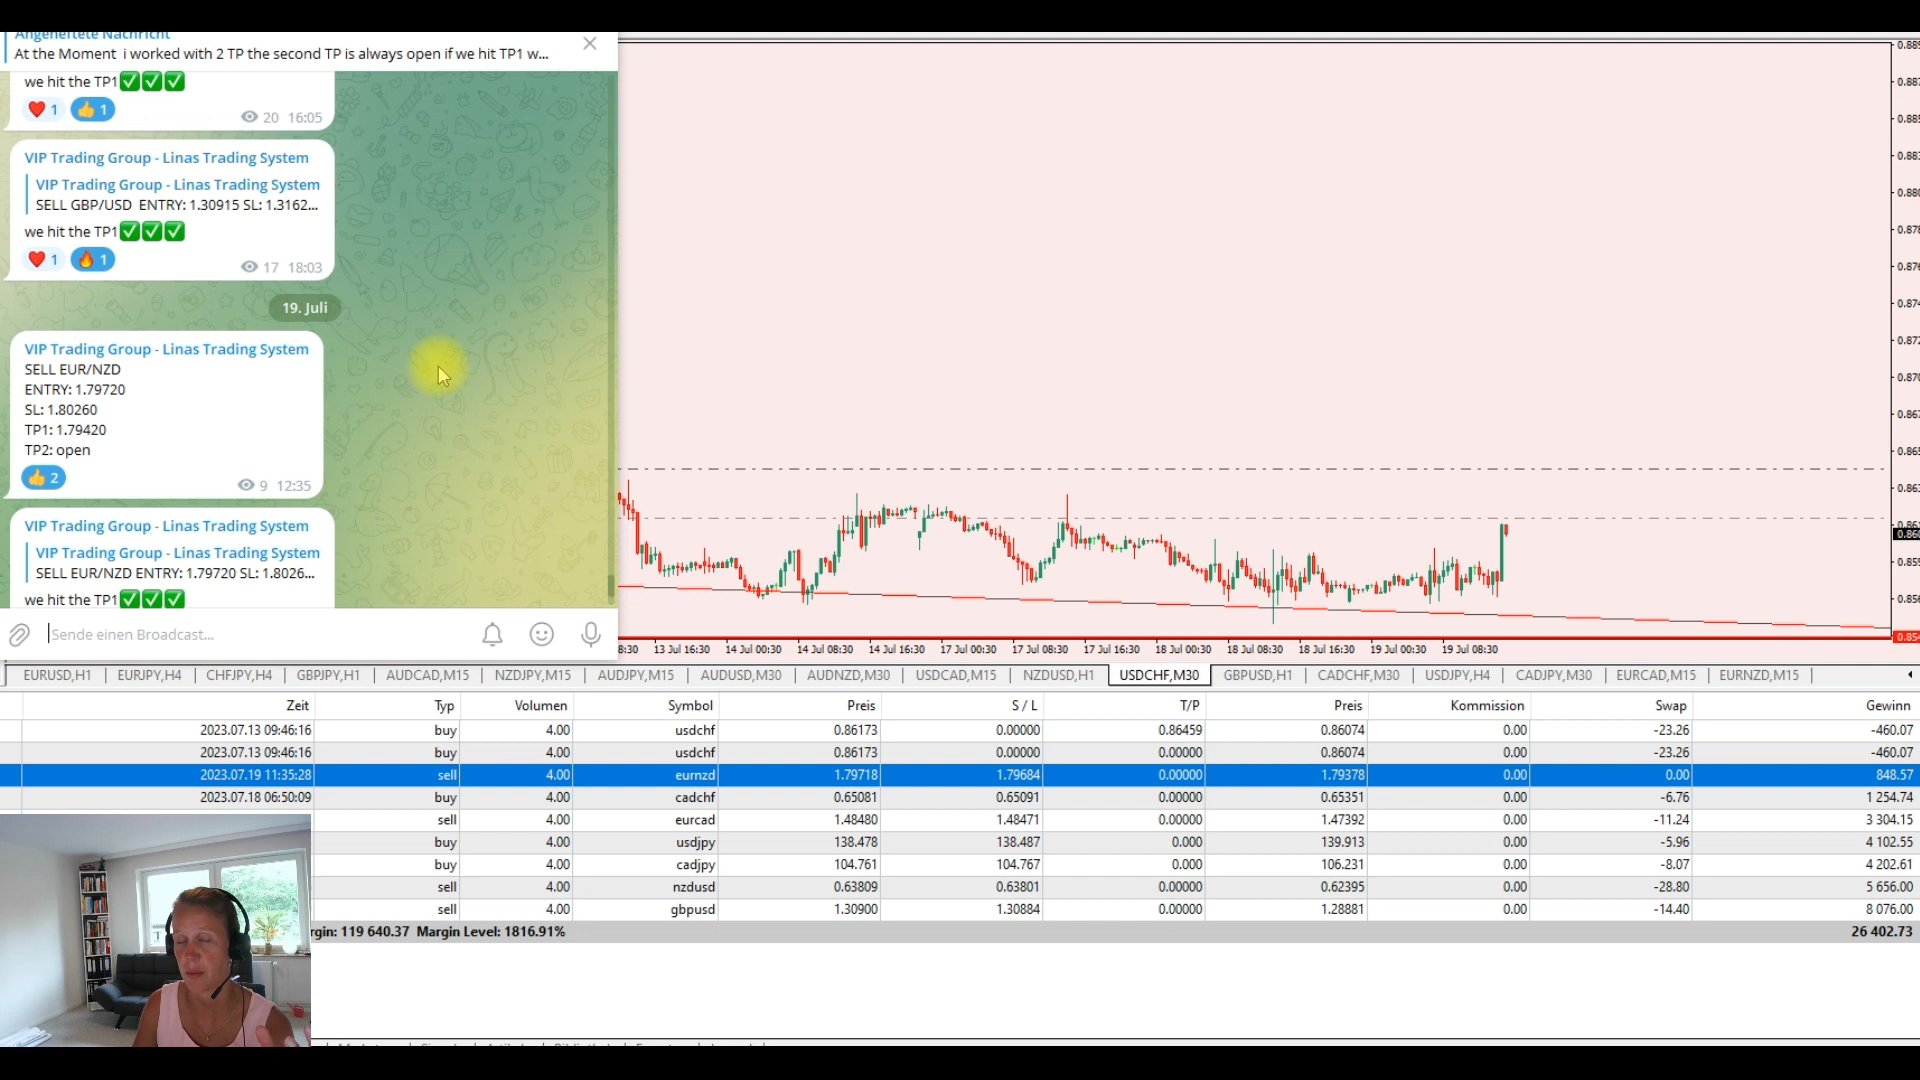 Angeheftete Nachricht
At the Moment i worked with 2 TP the second TP is always open if we hit TP1 w...
we hit the TP1✅✅✅
❤️ 1 👍 1
20 16:05
VIP Trading Group - Linas Trading System
VIP Trading Group - Linas Trading System
SELL GBP/USD ENTRY: 1.30915 SL: 1.3162...
we hit the TP1✅✅✅
❤️ 1 🔥 1
17 18:03
19. Juli
VIP Trading Group - Linas Trading System
SELL EUR/NZD
ENTRY: 1.79720
SL: 1.80260
TP1: 1.79420
TP2: open
👍 2
9 12:35
VIP Trading Group - Linas Trading System
VIP Trading Group - Linas Trading System
SELL EUR/NZD ENTRY: 1.79720 SL: 1.8026...
we hit the TP1✅✅✅
Sende einen Broadcast...
13 Jul 16:30 14 Jul 00:30 14 Jul 08:30 14 Jul 16:30 17 Jul 00:30 17 Jul 08:30 17 Jul 16:30 18 Jul 00:30 18 Jul 08:30 18 Jul 16:30 19 Jul 00:30 19 Jul 08:30
EURUSD,H1 EURJPY,H4 CHFJPY,H4 GBPJPY,H1 AUDCAD,M15 NZDJPY,M15 AUDJPY,M15 AUDUSD,M30 AUDNZD,M30 USDCAD,M15 NZDUSD,H1 USDCHF,M30 GBPUSD,H1 CADCHF,M30 USDJPY,H4 CADJPY,M30 EURCAD,M15 EURNZD,M15
Zeit Typ Volumen Symbol Preis S / L T/P Preis Kommission Swap Gewinn
2023.07.13 09:46:16 buy 4.00 usdchf 0.86173 0.00000 0.86459 0.86074 0.00 -23.26 -460.07
2023.07.13 09:46:16 buy 4.00 usdchf 0.86173 0.00000 0.00000 0.86074 0.00 -23.26 -460.07
2023.07.19 11:35:28 sell 4.00 eurnzd 1.79718 1.79684 0.00000 1.79378 0.00 0.00 848.57
2023.07.18 06:50:09 buy 4.00 cadchf 0.65081 0.65091 0.00000 0.65351 0.00 -6.76 1 254.74
sell 4.00 eurcad 1.48480 1.48471 0.00000 1.47392 0.00 -11.24 3 304.15
buy 4.00 usdjpy 138.478 138.487 0.000 139.913 0.00 -5.96 4 102.55
buy 4.00 cadjpy 104.761 104.767 0.000 106.231 0.00 -8.07 4 202.61
sell 4.00 nzdusd 0.63809 0.63801 0.00000 0.62395 0.00 -28.80 5 656.00
sell 4.00 gbpusd 1.30900 1.30884 0.00000 1.28881 0.00 -14.40 8 076.00
rgin: 119 640.37 Margin Level: 1816.91% 26 402.73